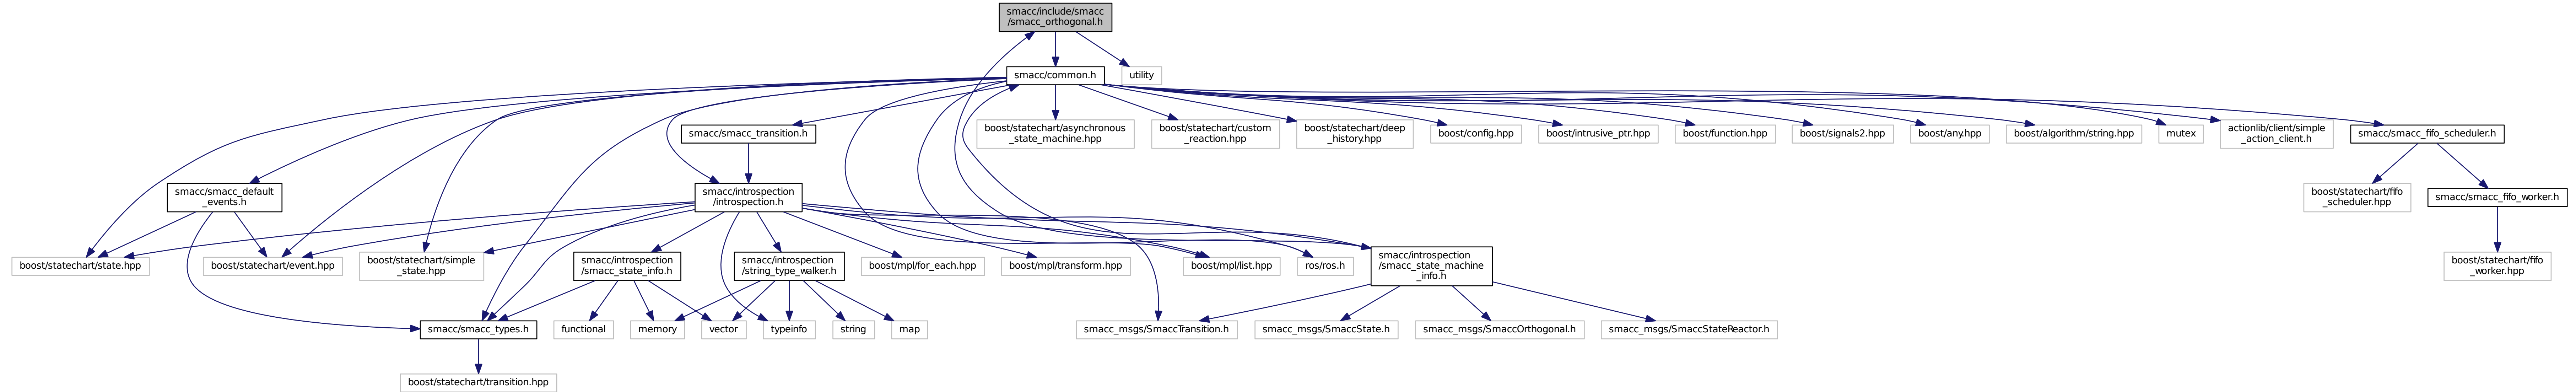 smacc/include/smacc
/smacc_orthogonal.h
smacc/common.h
utility
smacc/smacc_transition.h
boost/statechart/asynchronous
_state_machine.hpp
boost/statechart/custom
_reaction.hpp
boost/statechart/deep
_history.hpp
boost/config.hpp
boost/intrusive_ptr.hpp
boost/function.hpp
boost/signals2.hpp
boost/any.hpp
boost/algorithm/string.hpp
mutex
actionlib/client/simple
_action_client.h
smacc/smacc_fifo_scheduler.h
smacc/smacc_default
_events.h
smacc/introspection
/introspection.h
boost/statechart/fifo
_scheduler.hpp
smacc/smacc_fifo_worker.h
boost/statechart/state.hpp
boost/statechart/event.hpp
boost/statechart/simple
_state.hpp
smacc/introspection
/smacc_state_info.h
smacc/introspection
/string_type_walker.h
boost/mpl/for_each.hpp
boost/mpl/transform.hpp
boost/mpl/list.hpp
ros/ros.h
smacc/introspection
/smacc_state_machine
_info.h
boost/statechart/fifo
_worker.hpp
smacc/smacc_types.h
functional
memory
vector
typeinfo
string
map
smacc_msgs/SmaccTransition.h
smacc_msgs/SmaccState.h
smacc_msgs/SmaccOrthogonal.h
smacc_msgs/SmaccStateReactor.h
boost/statechart/transition.hpp